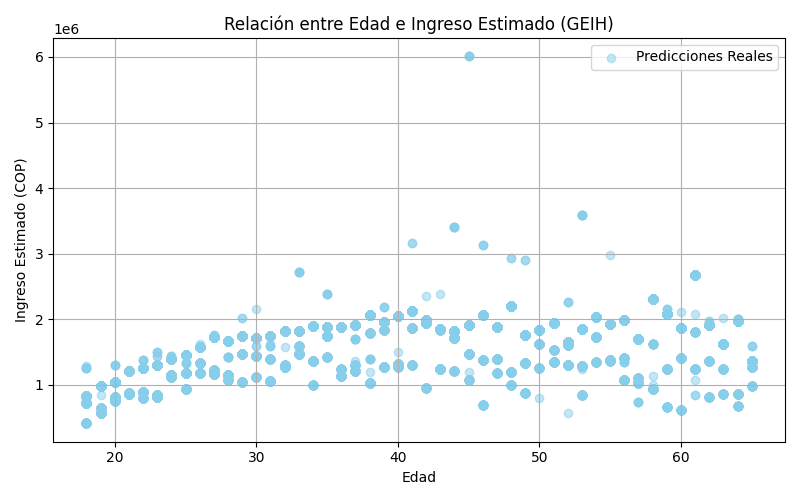 Relación entre Edad e Ingreso Estimado (GEIH)
1e6
Predicciones Reales
6
5
4
3
2
1
Ingreso Estimado (COP)
20 30 40 50 60
Edad